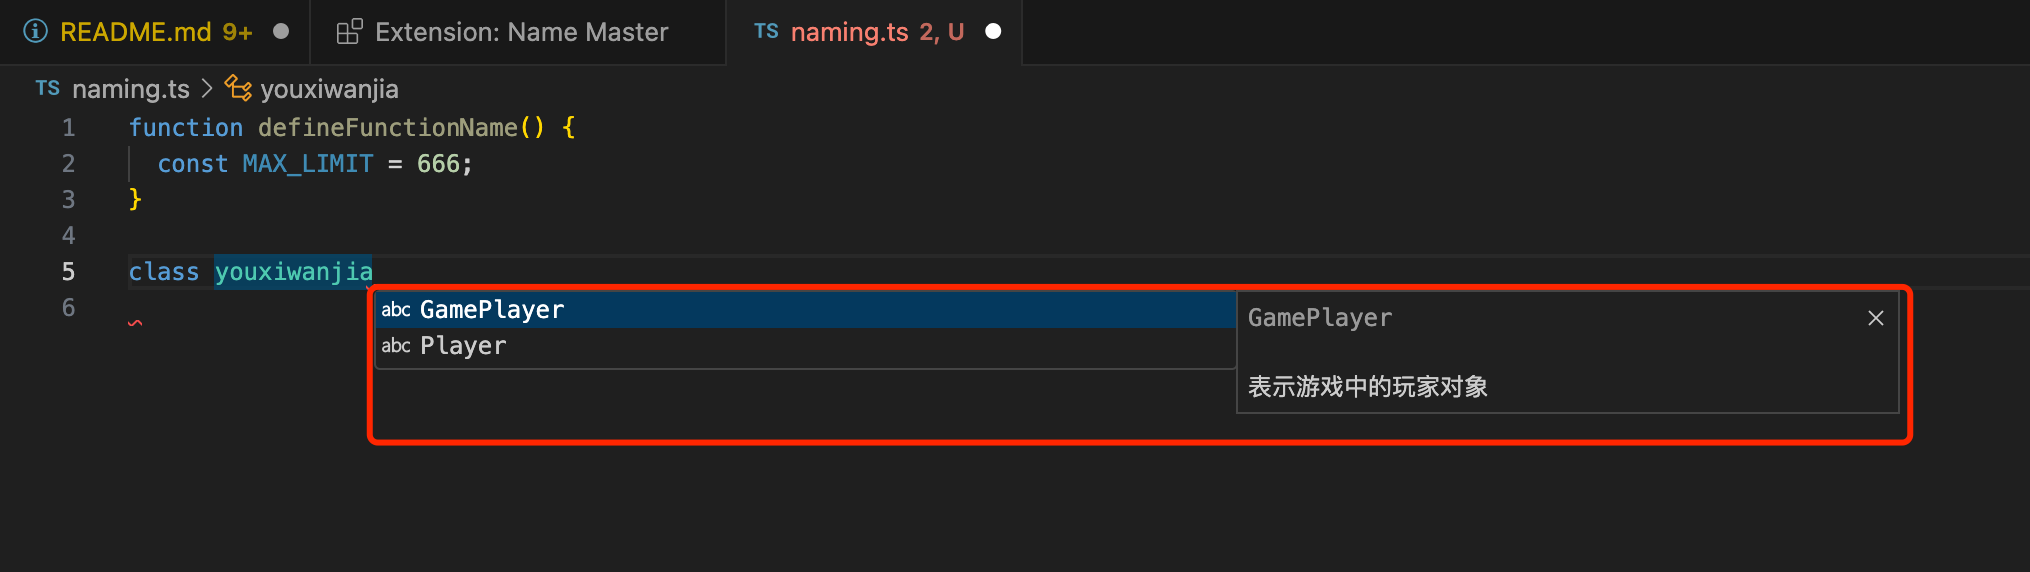 README.md 9+ Extension: Name Master TS naming.ts 2, U
TS naming.ts > youxiwanjia
1 function defineFunctionName() {
2 const MAX_LIMIT = 666;
3 }
4
5 class youxiwanjia
6
abc GamePlayer
abc Player
GamePlayer
表示游戏中的玩家对象